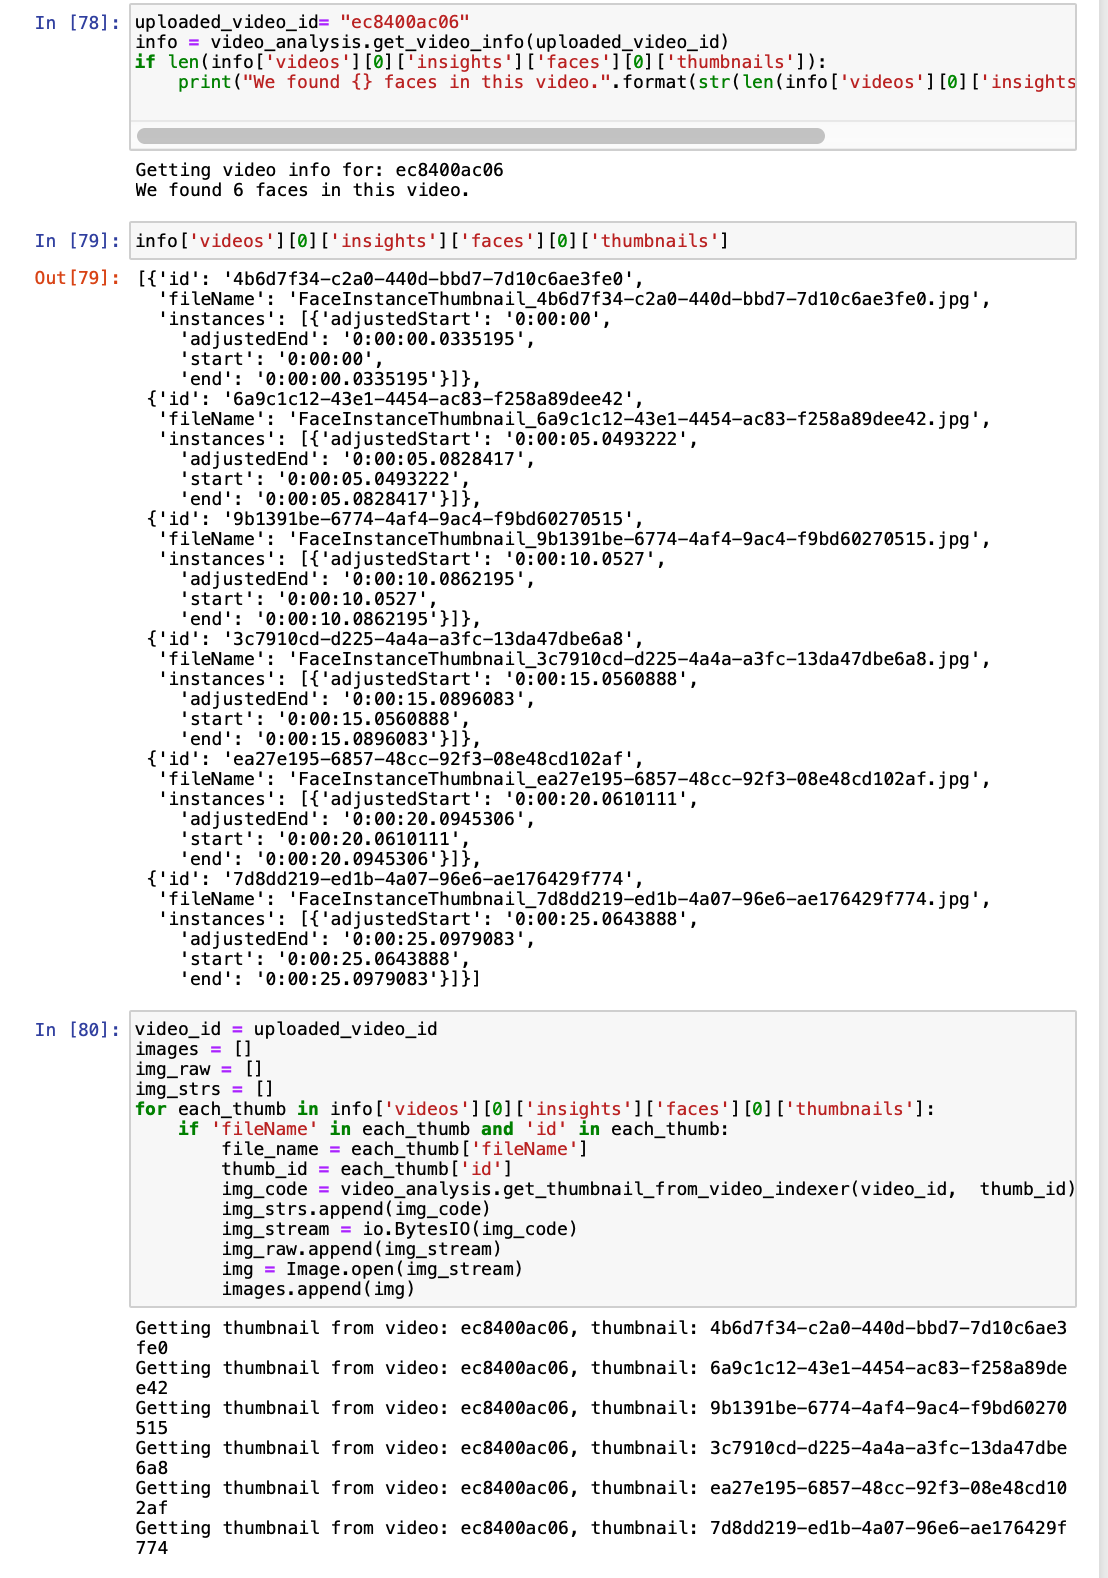 In [78]: uploaded_video_id= "ec8400ac06"
info = video_analysis.get_video_info(uploaded_video_id)
if len(info['videos'][0]['insights']['faces'][0]['thumbnails']):
    print("We found {} faces in this video.".format(str(len(info['videos'][0]['insights
Getting video info for: ec8400ac06
We found 6 faces in this video.
In [79]: info['videos'][0]['insights']['faces'][0]['thumbnails']
Out[79]: [{'id': '4b6d7f34-c2a0-440d-bbd7-7d10c6ae3fe0',
  'fileName': 'FaceInstanceThumbnail_4b6d7f34-c2a0-440d-bbd7-7d10c6ae3fe0.jpg',
  'instances': [{'adjustedStart': '0:00:00',
    'adjustedEnd': '0:00:00.0335195',
    'start': '0:00:00',
    'end': '0:00:00.0335195'}]},
 {'id': '6a9c1c12-43e1-4454-ac83-f258a89dee42',
  'fileName': 'FaceInstanceThumbnail_6a9c1c12-43e1-4454-ac83-f258a89dee42.jpg',
  'instances': [{'adjustedStart': '0:00:05.0493222',
    'adjustedEnd': '0:00:05.0828417',
    'start': '0:00:05.0493222',
    'end': '0:00:05.0828417'}]},
 {'id': '9b1391be-6774-4af4-9ac4-f9bd60270515',
  'fileName': 'FaceInstanceThumbnail_9b1391be-6774-4af4-9ac4-f9bd60270515.jpg',
  'instances': [{'adjustedStart': '0:00:10.0527',
    'adjustedEnd': '0:00:10.0862195',
    'start': '0:00:10.0527',
    'end': '0:00:10.0862195'}]},
 {'id': '3c7910cd-d225-4a4a-a3fc-13da47dbe6a8',
  'fileName': 'FaceInstanceThumbnail_3c7910cd-d225-4a4a-a3fc-13da47dbe6a8.jpg',
  'instances': [{'adjustedStart': '0:00:15.0560888',
    'adjustedEnd': '0:00:15.0896083',
    'start': '0:00:15.0560888',
    'end': '0:00:15.0896083'}]},
 {'id': 'ea27e195-6857-48cc-92f3-08e48cd102af',
  'fileName': 'FaceInstanceThumbnail_ea27e195-6857-48cc-92f3-08e48cd102af.jpg',
  'instances': [{'adjustedStart': '0:00:20.0610111',
    'adjustedEnd': '0:00:20.0945306',
    'start': '0:00:20.0610111',
    'end': '0:00:20.0945306'}]},
 {'id': '7d8dd219-ed1b-4a07-96e6-ae176429f774',
  'fileName': 'FaceInstanceThumbnail_7d8dd219-ed1b-4a07-96e6-ae176429f774.jpg',
  'instances': [{'adjustedStart': '0:00:25.0643888',
    'adjustedEnd': '0:00:25.0979083',
    'start': '0:00:25.0643888',
    'end': '0:00:25.0979083'}]}]
In [80]: video_id = uploaded_video_id
images = []
img_raw = []
img_strs = []
for each_thumb in info['videos'][0]['insights']['faces'][0]['thumbnails']:
    if 'fileName' in each_thumb and 'id' in each_thumb:
        file_name = each_thumb['fileName']
        thumb_id = each_thumb['id']
        img_code = video_analysis.get_thumbnail_from_video_indexer(video_id,  thumb_id)
        img_strs.append(img_code)
        img_stream = io.BytesIO(img_code)
        img_raw.append(img_stream)
        img = Image.open(img_stream)
        images.append(img)
Getting thumbnail from video: ec8400ac06, thumbnail: 4b6d7f34-c2a0-440d-bbd7-7d10c6ae3
fe0
Getting thumbnail from video: ec8400ac06, thumbnail: 6a9c1c12-43e1-4454-ac83-f258a89de
e42
Getting thumbnail from video: ec8400ac06, thumbnail: 9b1391be-6774-4af4-9ac4-f9bd60270
515
Getting thumbnail from video: ec8400ac06, thumbnail: 3c7910cd-d225-4a4a-a3fc-13da47dbe
6a8
Getting thumbnail from video: ec8400ac06, thumbnail: ea27e195-6857-48cc-92f3-08e48cd10
2af
Getting thumbnail from video: ec8400ac06, thumbnail: 7d8dd219-ed1b-4a07-96e6-ae176429f
774